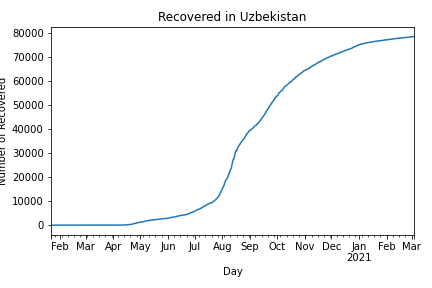 Recovered in Uzbekistan
Number of Recovered
80000
70000
60000
50000
40000
30000
20000
10000
0
Feb Mar Apr May Jun Jul Aug Sep Oct Nov Dec Jan Feb Mar
2021
Day